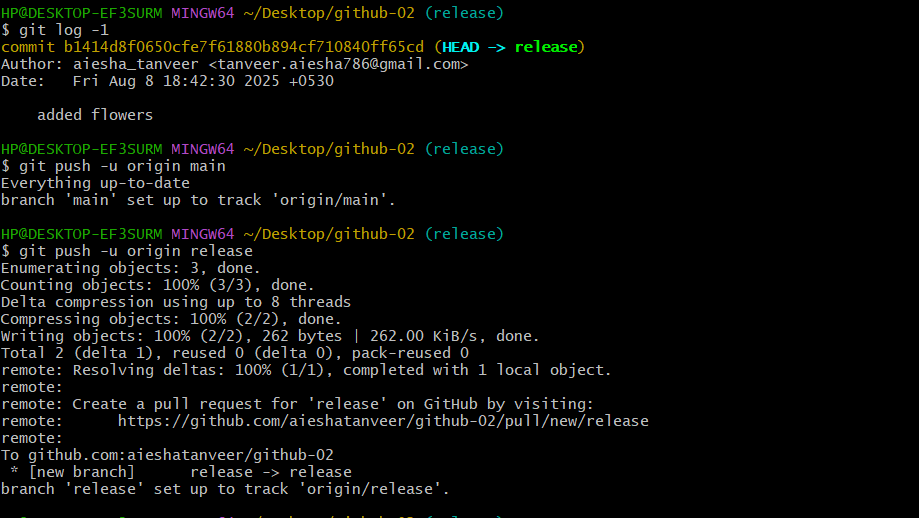 HP@DESKTOP-EF3SURM MINGW64 ~/Desktop/github-02 (release)
$ git log -1
commit b1414d8f0650cfe7f61880b894cf710840ff65cd (HEAD -> release)
Author: aiesha_tanveer <tanveer.aiesha786@gmail.com>
Date:   Fri Aug 8 18:42:30 2025 +0530
    added flowers
HP@DESKTOP-EF3SURM MINGW64 ~/Desktop/github-02 (release)
$ git push -u origin main
Everything up-to-date
branch 'main' set up to track 'origin/main'.
HP@DESKTOP-EF3SURM MINGW64 ~/Desktop/github-02 (release)
$ git push -u origin release
Enumerating objects: 3, done.
Counting objects: 100% (3/3), done.
Delta compression using up to 8 threads
Compressing objects: 100% (2/2), done.
Writing objects: 100% (2/2), 262 bytes | 262.00 KiB/s, done.
Total 2 (delta 1), reused 0 (delta 0), pack-reused 0
remote: Resolving deltas: 100% (1/1), completed with 1 local object.
remote:
remote: Create a pull request for 'release' on GitHub by visiting:
remote:      https://github.com/aieshatanveer/github-02/pull/new/release
remote:
To github.com:aieshatanveer/github-02
 * [new branch]      release -> release
branch 'release' set up to track 'origin/release'.